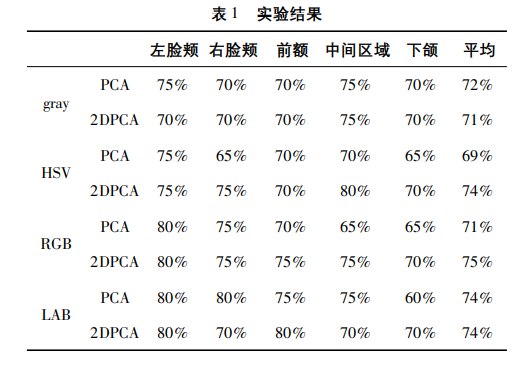 表 1 实验结果
左脸颊 右脸颊 前额 中间区域 下颌 平均
gray
PCA 75% 70% 70% 75% 70% 72%
2DPCA 70% 70% 70% 75% 70% 71%
HSV
PCA 75% 65% 70% 70% 65% 69%
2DPCA 75% 75% 70% 80% 70% 74%
RGB
PCA 80% 75% 70% 65% 65% 71%
2DPCA 80% 75% 75% 75% 70% 75%
LAB
PCA 80% 80% 75% 75% 60% 74%
2DPCA 80% 70% 80% 70% 70% 74%